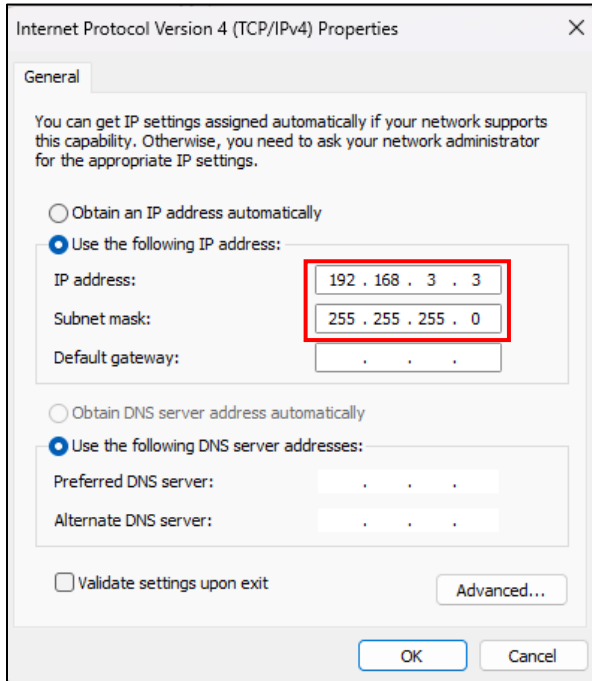 Internet Protocol Version 4 (TCP/IPv4) Properties
General
You can get IP settings assigned automatically if your network supports
this capability. Otherwise, you need to ask your network administrator
for the appropriate IP settings.
Obtain an IP address automatically
Use the following IP address:
IP address: 192 . 168 . 3 . 3
Subnet mask: 255 . 255 . 255 . 0
Default gateway: . . .
Obtain DNS server address automatically
Use the following DNS server addresses:
Preferred DNS server: . . .
Alternate DNS server: . . .
Validate settings upon exit
Advanced...
OK Cancel